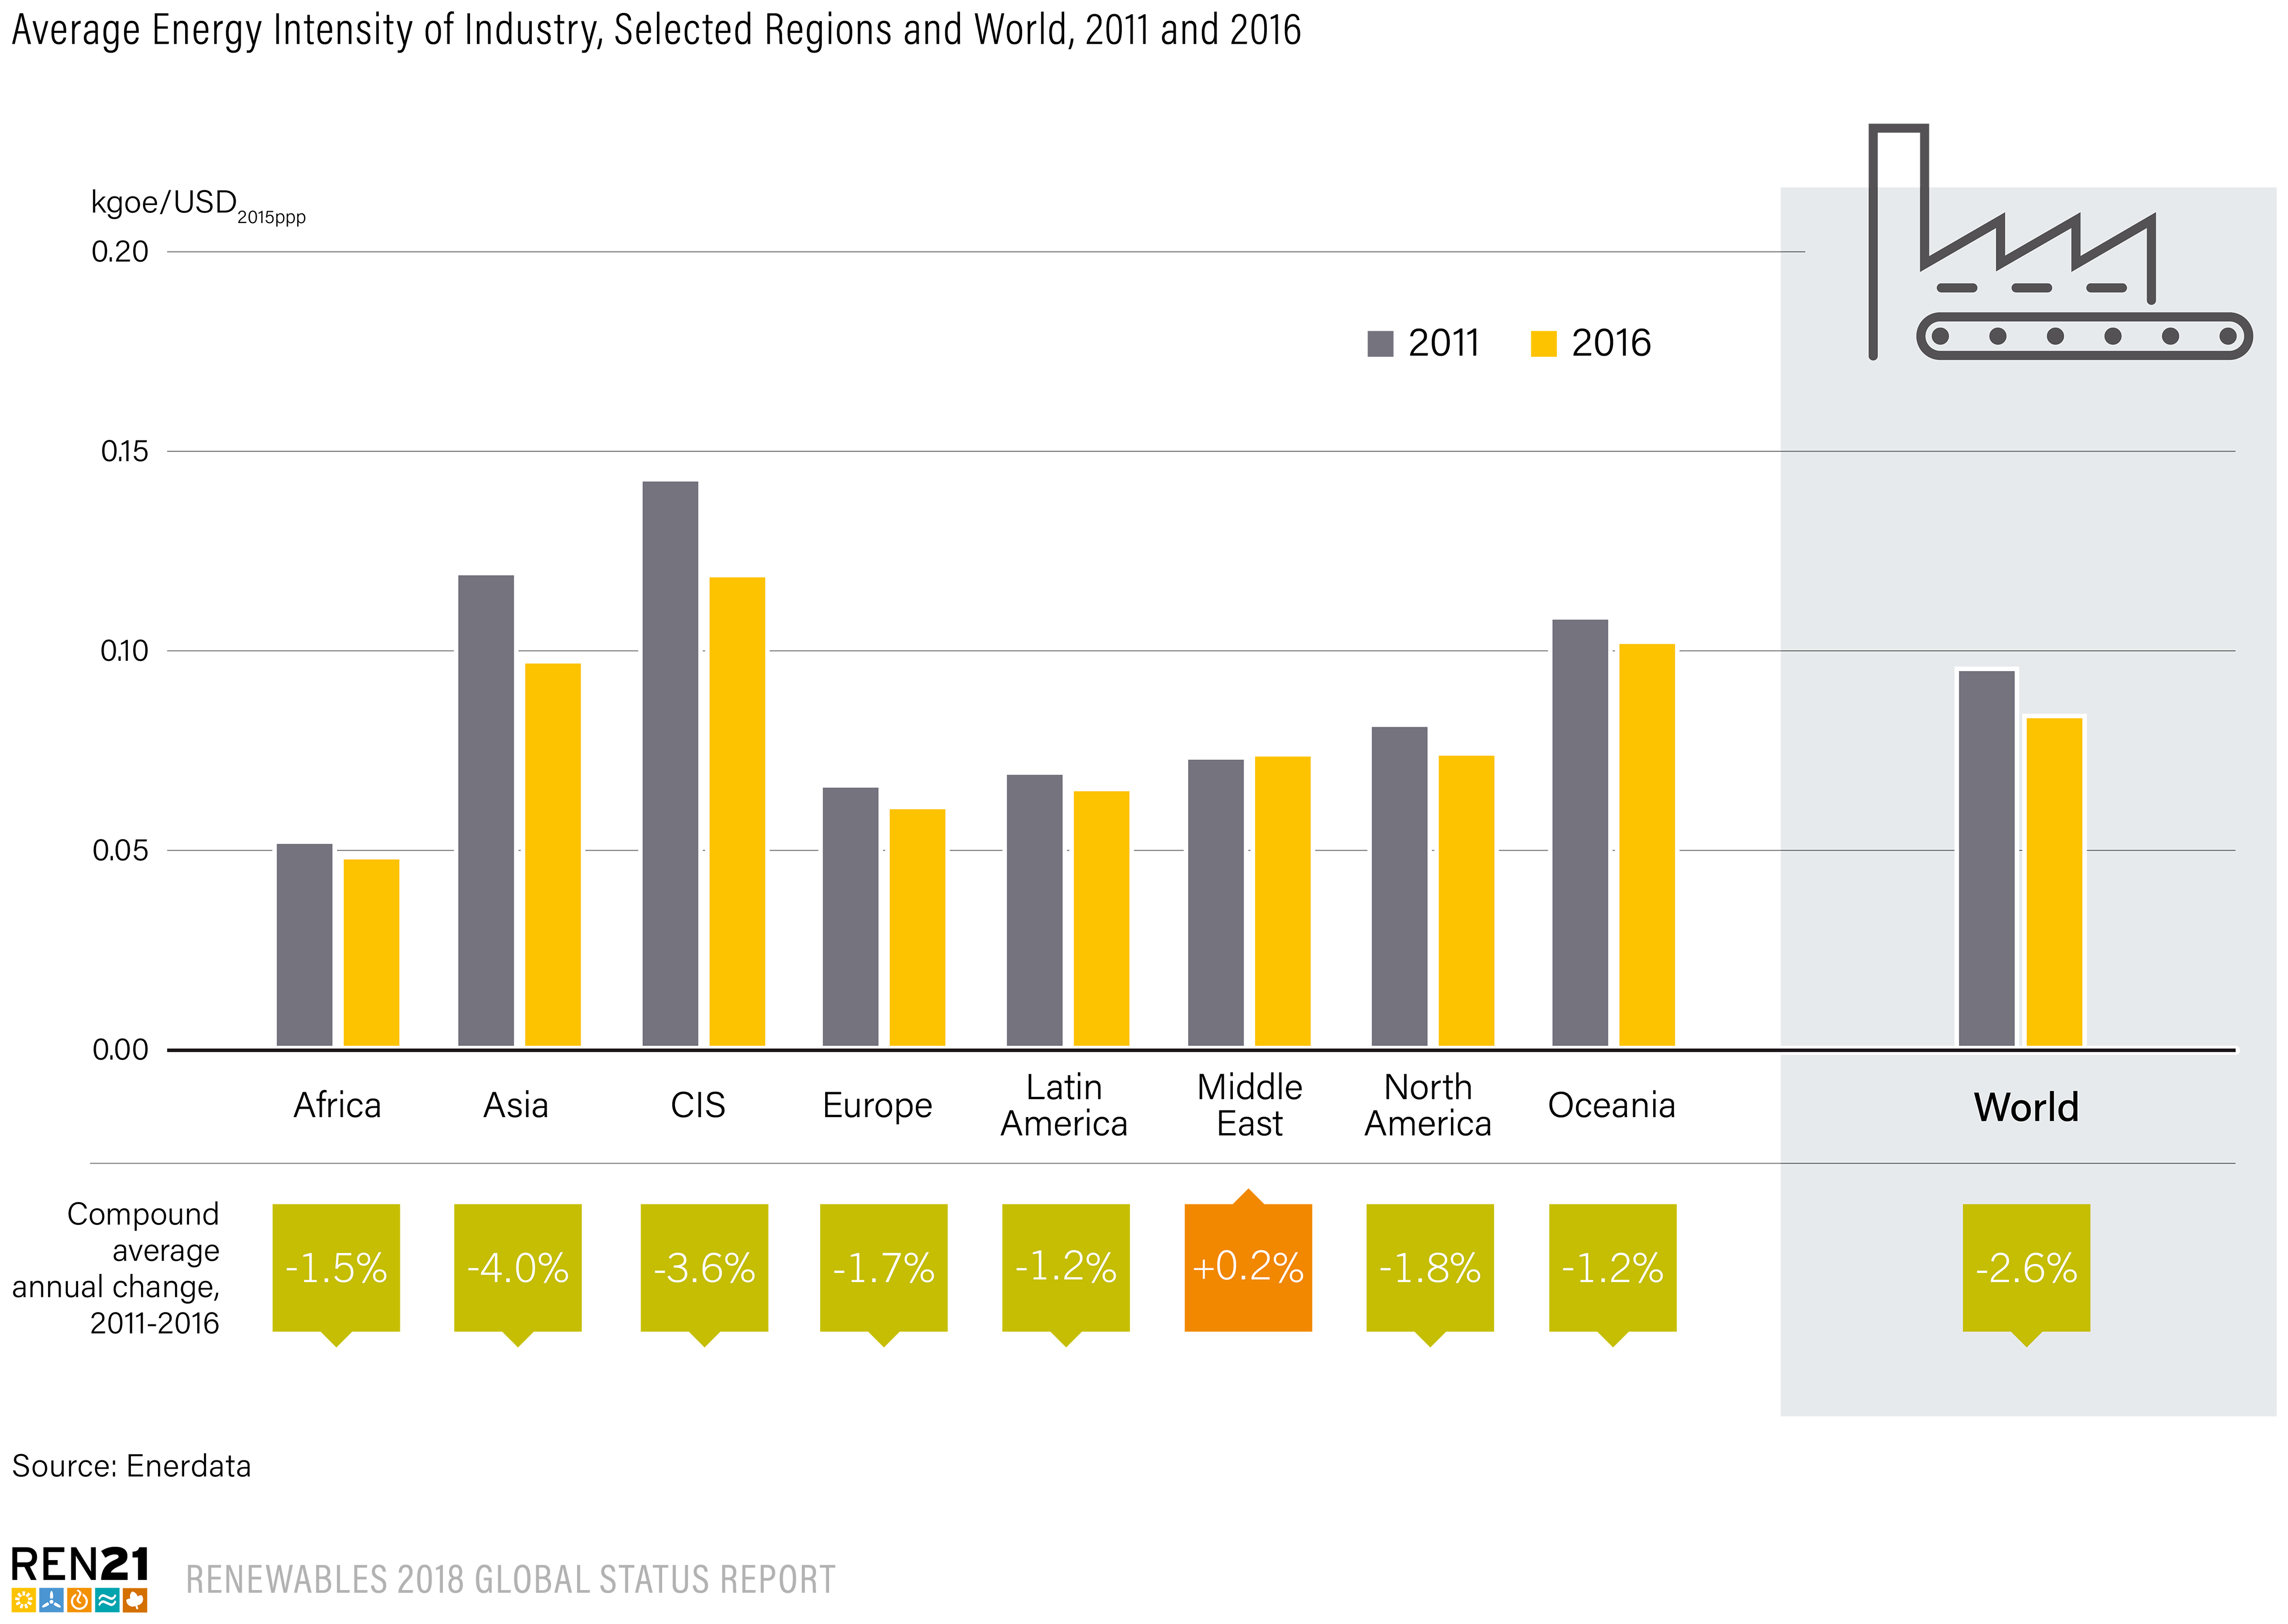 Average Energy Intensity of Industry, Selected Regions and World, 2011 and 2016
kgoe/USD2015ppp
0.20
2011 2016
0.15
0.10
0.05
0.00
Africa Asia CIS Europe Latin America Middle East North America Oceania World
Compound average annual change, 2011-2016
-1.5% -4.0% -3.6% -1.7% -1.2% +0.2% -1.8% -1.2% -2.6%
Source: Enerdata
REN21 RENEWABLES 2018 GLOBAL STATUS REPORT